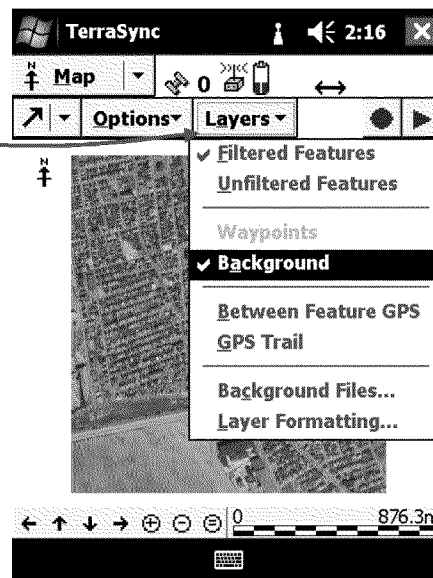 TerraSync
2:16
Map
0
N
Options
Layers
Filtered Features
Unfiltered Features
N
Waypoints
Background
Between Feature GPS
GPS Trail
Background Files...
Layer Formatting...
0
876.3m